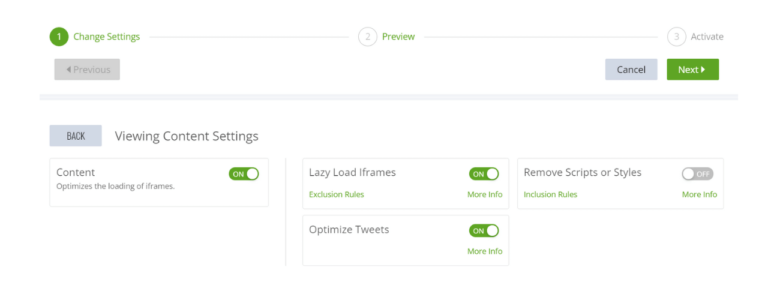 1 Change Settings 2 Preview 3 Activate
Previous Cancel Next
BACK Viewing Content Settings
Content ON
Optimizes the loading of iframes.
Lazy Load Iframes ON
Exclusion Rules More Info
Remove Scripts or Styles OFF
Inclusion Rules More Info
Optimize Tweets ON
More Info